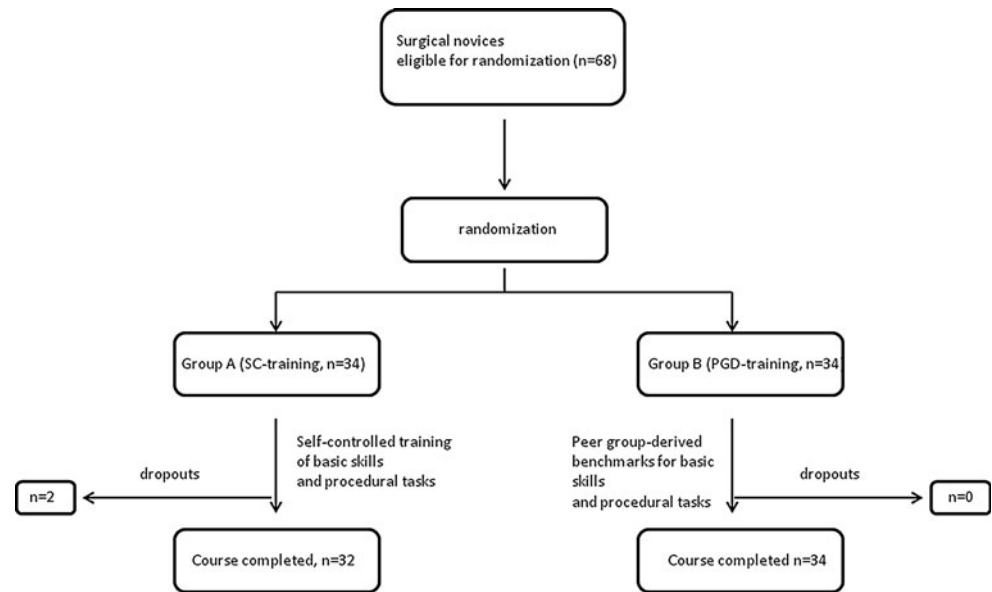 Surgical novices
eligible for randomization (n=68)
randomization
Group A (SC-training, n=34)
Group B (PGD-training, n=34)
Self-controlled training
of basic skills
and procedural tasks
Peer group-derived
benchmarks for basic
skills
and procedural tasks
dropouts
dropouts
n=2
n=0
Course completed, n=32
Course completed n=34